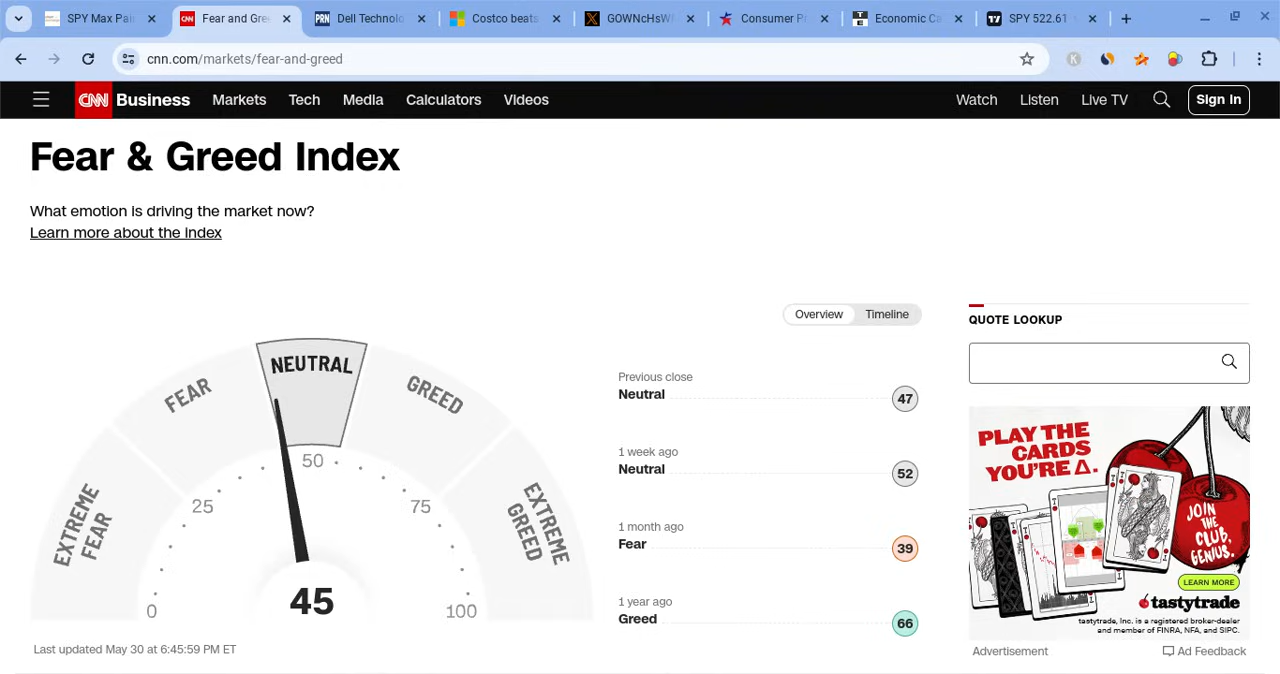 SPY Max Pain
Fear and Greed
Dell Technolo
Costco beats
GOWNcHsW
Consumer P
Economic Ca
SPY 522.61
cnn.com/markets/fear-and-greed
CNN Business Markets Tech Media Calculators Videos Watch Listen Live TV Sign in
Fear & Greed Index
What emotion is driving the market now?
Learn more about the index
Overview Timeline
QUOTE LOOKUP
EXTREME FEAR
FEAR
NEUTRAL
GREED
EXTREME GREED
0
25
50
75
100
45
Previous close
Neutral 47
1 week ago
Neutral 52
1 month ago
Fear 39
1 year ago
Greed 66
Last updated May 30 at 6:45:59 PM ET
PLAY THE
CARDS
YOU'RE Δ.
JOIN
THE
CLUB,
GENIUS.
LEARN MORE
tastytrade
tastytrade, Inc. is a registered broker-dealer
and member of FINRA, NFA, and SIPC.
Advertisement Ad Feedback